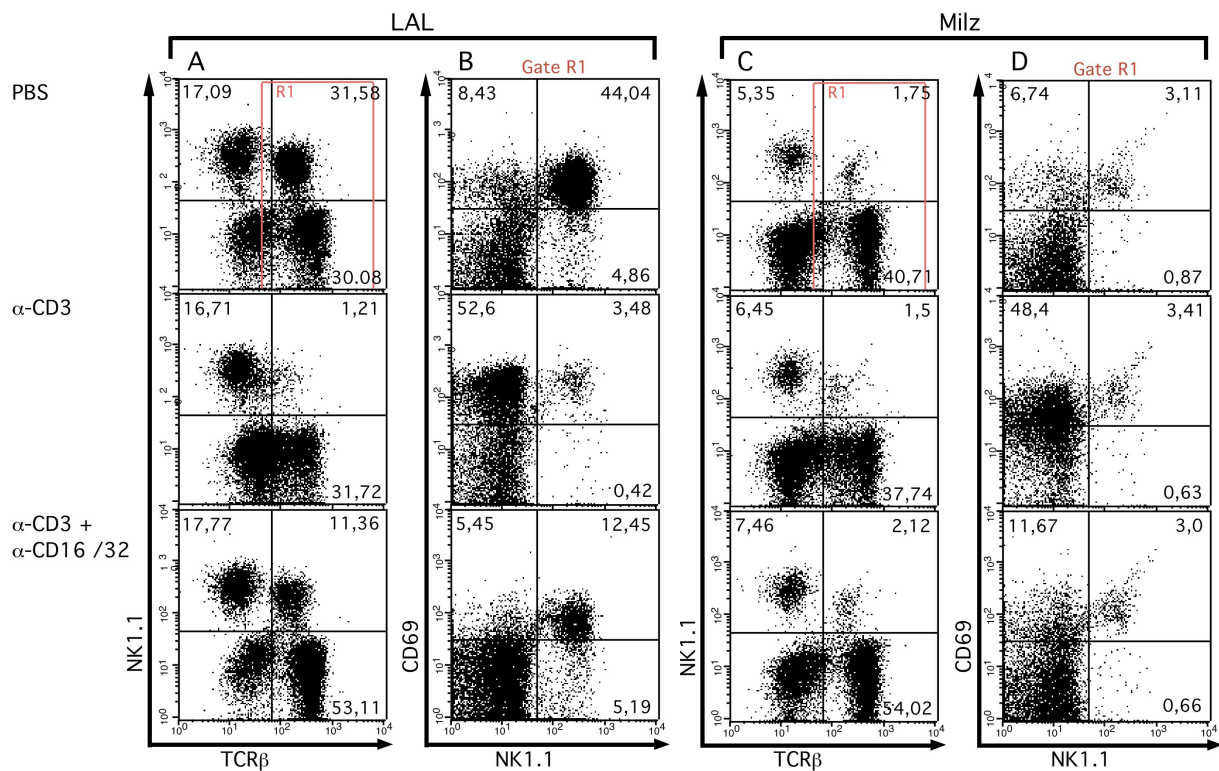 LAL Milz
A B C D
Gate R1 Gate R1
PBS
17,09 R1 31,58
30.08
8,43 44,04
4,86
5,35 R1 1,75
40,71
6,74 3,11
0,87
α-CD3
16,71 1,21
31,72
52,6 3,48
0,42
6,45 1,5
37,74
48,4 3,41
0,63
α-CD3 +
α-CD16 /32
17,77 11,36
53,11
5,45 12,45
5,19
7,46 2,12
54,02
11,67 3,0
0,66
NK1.1 CD69 NK1.1 CD69
10⁰ 10¹ 10² 10³ 10⁴
TCRβ NK1.1 TCRβ NK1.1